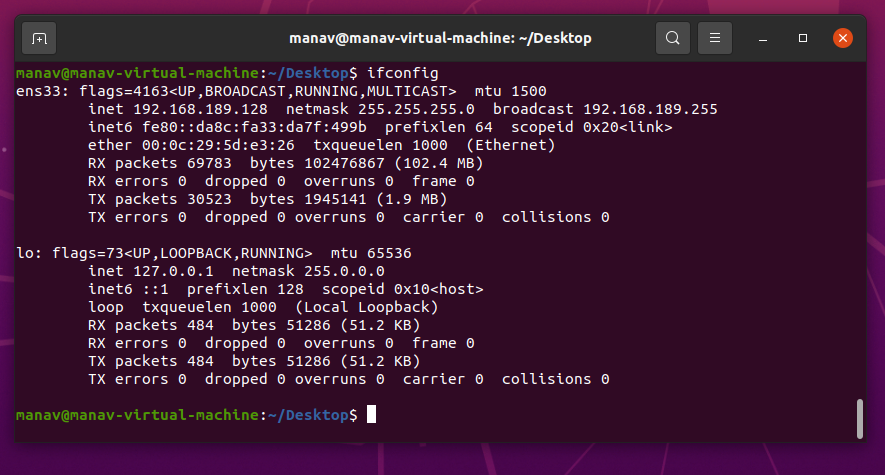 manav@manav-virtual-machine: ~/Desktop
manav@manav-virtual-machine:~/Desktop$ ifconfig
ens33: flags=4163<UP,BROADCAST,RUNNING,MULTICAST>  mtu 1500
        inet 192.168.189.128  netmask 255.255.255.0  broadcast 192.168.189.255
        inet6 fe80::da8c:fa33:da7f:499b  prefixlen 64  scopeid 0x20<link>
        ether 00:0c:29:5d:e3:26  txqueuelen 1000  (Ethernet)
        RX packets 69783  bytes 102476867 (102.4 MB)
        RX errors 0  dropped 0  overruns 0  frame 0
        TX packets 30523  bytes 1945141 (1.9 MB)
        TX errors 0  dropped 0 overruns 0  carrier 0  collisions 0

lo: flags=73<UP,LOOPBACK,RUNNING>  mtu 65536
        inet 127.0.0.1  netmask 255.0.0.0
        inet6 ::1  prefixlen 128  scopeid 0x10<host>
        loop  txqueuelen 1000  (Local Loopback)
        RX packets 484  bytes 51286 (51.2 KB)
        RX errors 0  dropped 0  overruns 0  frame 0
        TX packets 484  bytes 51286 (51.2 KB)
        TX errors 0  dropped 0 overruns 0  carrier 0  collisions 0

manav@manav-virtual-machine:~/Desktop$